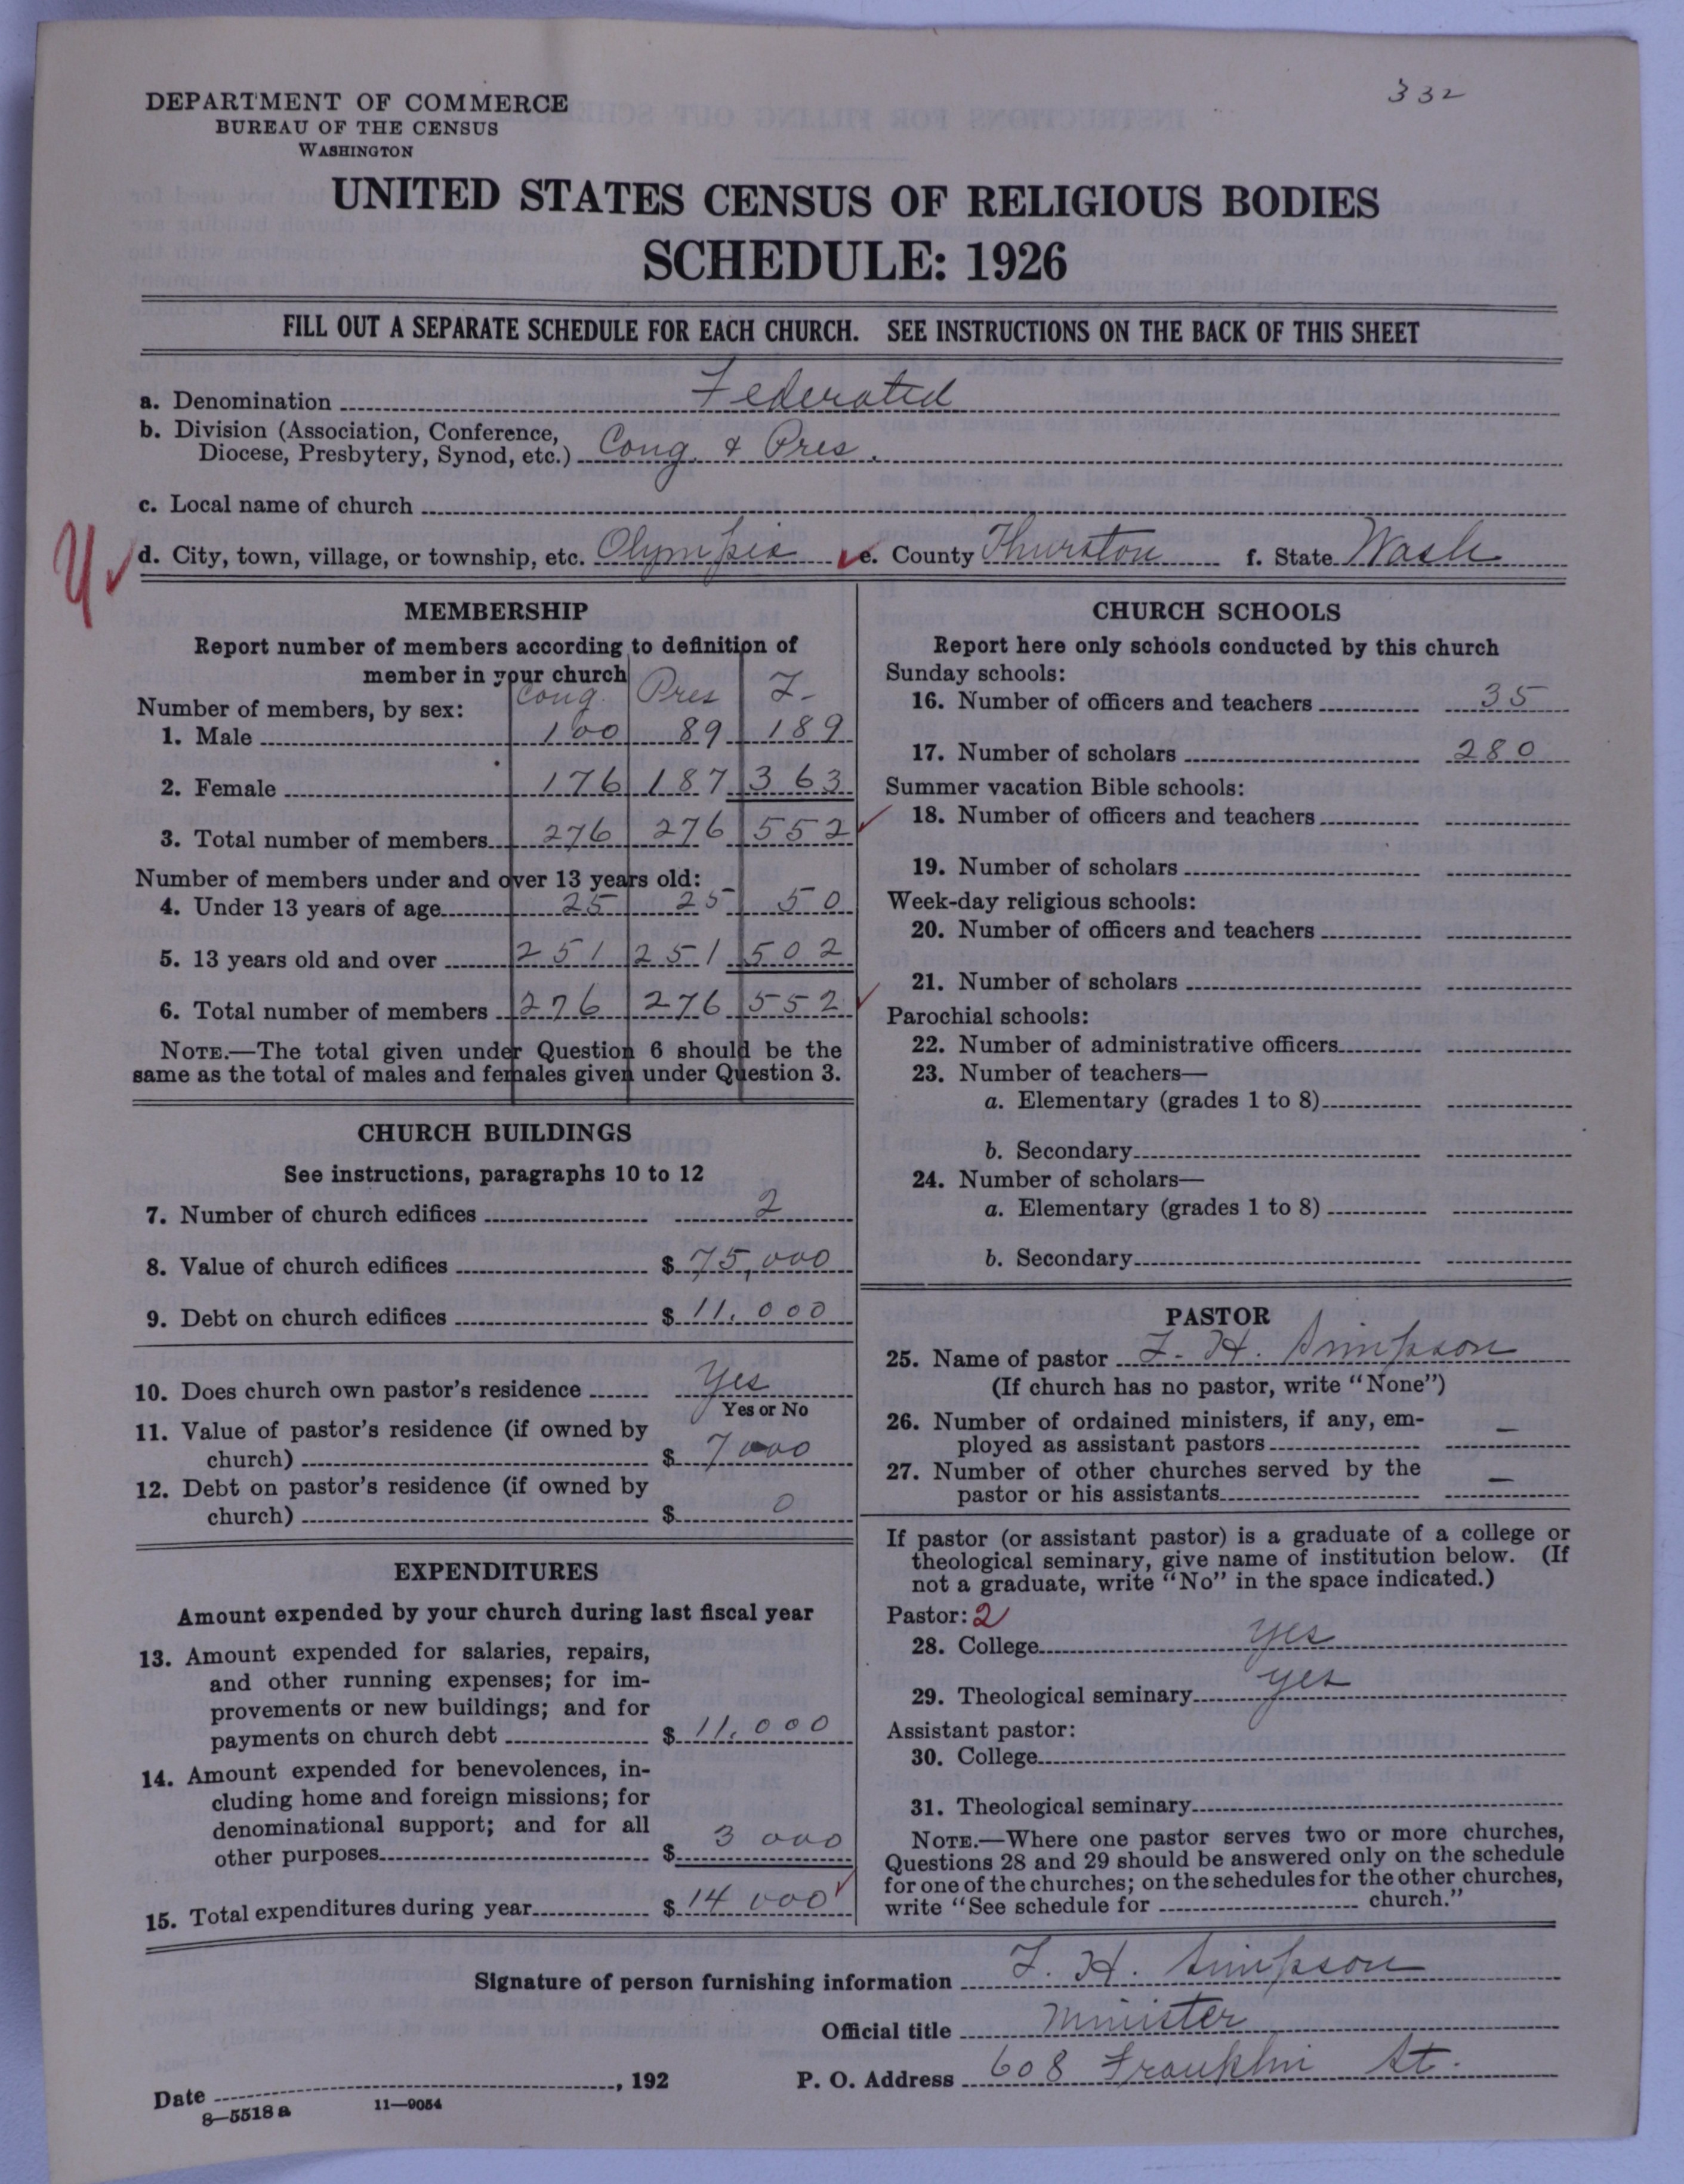 332
DEPARTMENT OF COMMERCE
BUREAU OF THE CENSUS
WASHINGTON
UNITED STATES CENSUS OF RELIGIOUS BODIES
SCHEDULE: 1926
FILL OUT A SEPARATE SCHEDULE FOR EACH CHURCH. SEE INSTRUCTIONS ON THE BACK OF THIS SHEET
a. Denomination Federated
b. Division (Association, Conference,
Diocese, Presbytery, Synod, etc.) Cong. & Pres.
c. Local name of church
d. City, town, village, or township, etc. Olympia e. County Thurston f. State Wash
MEMBERSHIP
Report number of members according to definition of
member in your church
Cong. Pres F-
Number of members, by sex:
1. Male 100 89 189
2. Female 176 187 363
3. Total number of members 276 276 552
Number of members under and over 13 years old:
4. Under 13 years of age 25 25 50
5. 13 years old and over 251 251 502
6. Total number of members 276 276 552
NOTE.—The total given under Question 6 should be the
same as the total of males and females given under Question 3.
CHURCH BUILDINGS
See instructions, paragraphs 10 to 12
7. Number of church edifices 2
8. Value of church edifices $ 75,000
9. Debt on church edifices $ 11,000
10. Does church own pastor's residence Yes
Yes or No
11. Value of pastor's residence (if owned by
church) $ 7000
12. Debt on pastor's residence (if owned by
church) $ 0
EXPENDITURES
Amount expended by your church during last fiscal year
13. Amount expended for salaries, repairs,
and other running expenses; for im-
provements or new buildings; and for
payments on church debt $ 11,000
14. Amount expended for benevolences, in-
cluding home and foreign missions; for
denominational support; and for all
other purposes $ 3 000
15. Total expenditures during year $ 14 000
CHURCH SCHOOLS
Report here only schools conducted by this church
Sunday schools:
16. Number of officers and teachers 35
17. Number of scholars 280
Summer vacation Bible schools:
18. Number of officers and teachers
19. Number of scholars
Week-day religious schools:
20. Number of officers and teachers
21. Number of scholars
Parochial schools:
22. Number of administrative officers
23. Number of teachers—
a. Elementary (grades 1 to 8)
b. Secondary
24. Number of scholars—
a. Elementary (grades 1 to 8)
b. Secondary
PASTOR
25. Name of pastor F. H. Simpson
(If church has no pastor, write "None")
26. Number of ordained ministers, if any, em-
ployed as assistant pastors —
27. Number of other churches served by the
pastor or his assistants —
If pastor (or assistant pastor) is a graduate of a college or
theological seminary, give name of institution below. (If
not a graduate, write "No" in the space indicated.)
Pastor: 2
28. College yes
29. Theological seminary yes
Assistant pastor:
30. College
31. Theological seminary
NOTE.—Where one pastor serves two or more churches,
Questions 28 and 29 should be answered only on the schedule
for one of the churches; on the schedules for the other churches,
write "See schedule for church."
Signature of person furnishing information F. H. Simpson
Official title Minister
Date , 192 P. O. Address 608 Franklin St.
8—5518 a 11—9054